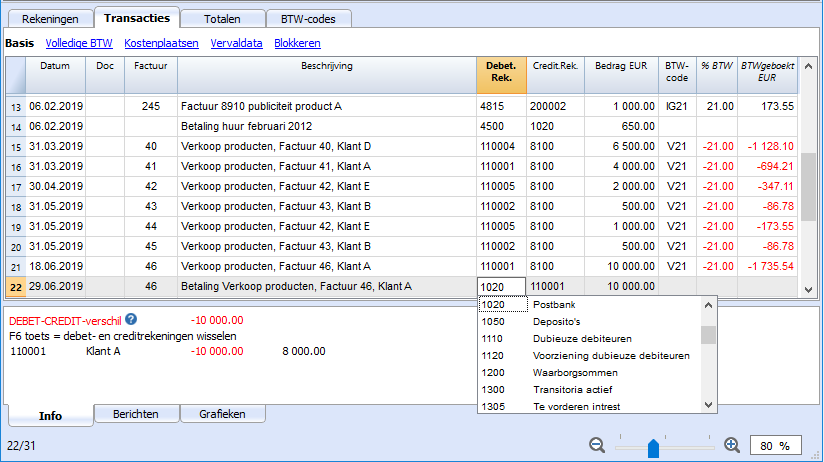 Rekeningen Transacties Totalen BTW-codes
Basis Volledige BTW Kostenplaatsen Vervaldata Blokkeren
Datum Doc Factuur Beschrijving Debet. Rek. Credit.Rek. Bedrag EUR BTW-code % BTW BTWgeboekt EUR
13 06.02.2019 245 Factuur 8910 publiciteit product A 4815 200002 1 000.00 IG21 21.00 173.55
14 06.02.2019 Betaling huur februari 2012 4500 1020 650.00
15 31.03.2019 40 Verkoop producten, Factuur 40, Klant D 110004 8100 6 500.00 V21 -21.00 -1 128.10
16 31.03.2019 41 Verkoop producten, Factuur 41, Klant A 110001 8100 4 000.00 V21 -21.00 -694.21
17 30.04.2019 42 Verkoop producten, Factuur 42, Klant E 110005 8100 2 000.00 V21 -21.00 -347.11
18 31.05.2019 43 Verkoop producten, Factuur 43, Klant B 110002 8100 500.00 V21 -21.00 -86.78
19 31.05.2019 44 Verkoop producten, Factuur 42, Klant E 110005 8100 1 000.00 V21 -21.00 -173.55
20 31.05.2019 45 Verkoop producten, Factuur 43, Klant B 110002 8100 500.00 V21 -21.00 -86.78
21 18.06.2019 46 Verkoop producten, Factuur 46, Klant A 110001 8100 10 000.00 V21 -21.00 -1 735.54
22 29.06.2019 46 Betaling Verkoop producten, Factuur 46, Klant A 1020 110001 10 000.00
1020 Postbank
1050 Deposito's
1110 Dubieuze debiteuren
1120 Voorziening dubieuze debiteuren
1200 Waarborgsommen
1300 Transitoria actief
1305 Te vorderen intrest
DEBET-CREDIT-verschil ? -10 000.00
F6 toets = debet- en creditrekeningen wisselen
110001 Klant A -10 000.00 8 000.00
Info Berichten Grafieken
22/31 80 %